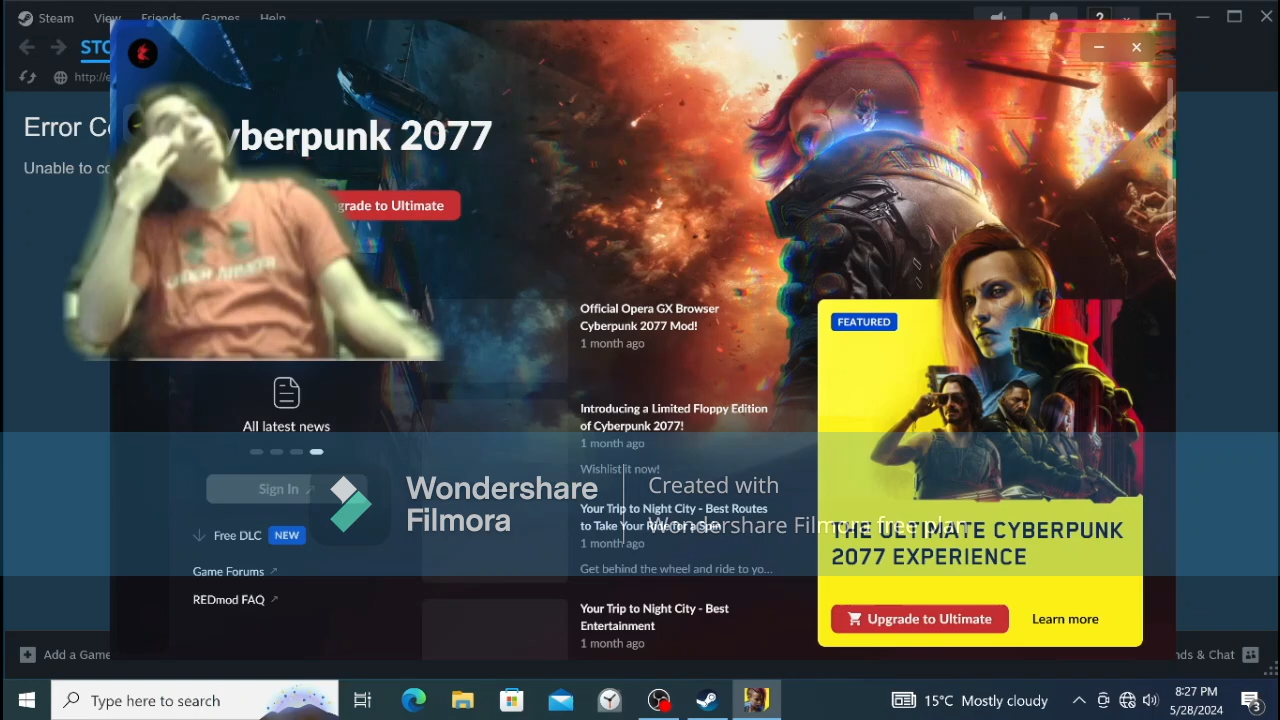 Steam View Friends Games Help
?
STO
http://e
Error Co
Unable to co
yberpunk 2077
grade to Ultimate
Official Opera GX Browser
Cyberpunk 2077 Mod!
1 month ago
FEATURED
Introducing a Limited Floppy Edition
of Cyberpunk 2077!
1 month ago
Wishlist it now!
All latest news
Sign In
Your Trip to Night City - Best Routes
to Take Your Ride for a Spin
1 month ago
Get behind the wheel and ride to yo...
Free DLC NEW
Game Forums
REDmod FAQ
Your Trip to Night City - Best
Entertainment
1 month ago
Wondershare
Filmora
Created with
Wondershare Filmora free plan
THE ULTIMATE CYBERPUNK
2077 EXPERIENCE
Upgrade to Ultimate Learn more
Add a Game
nds & Chat
Type here to search
15°C Mostly cloudy
8:27 PM
5/28/2024
3